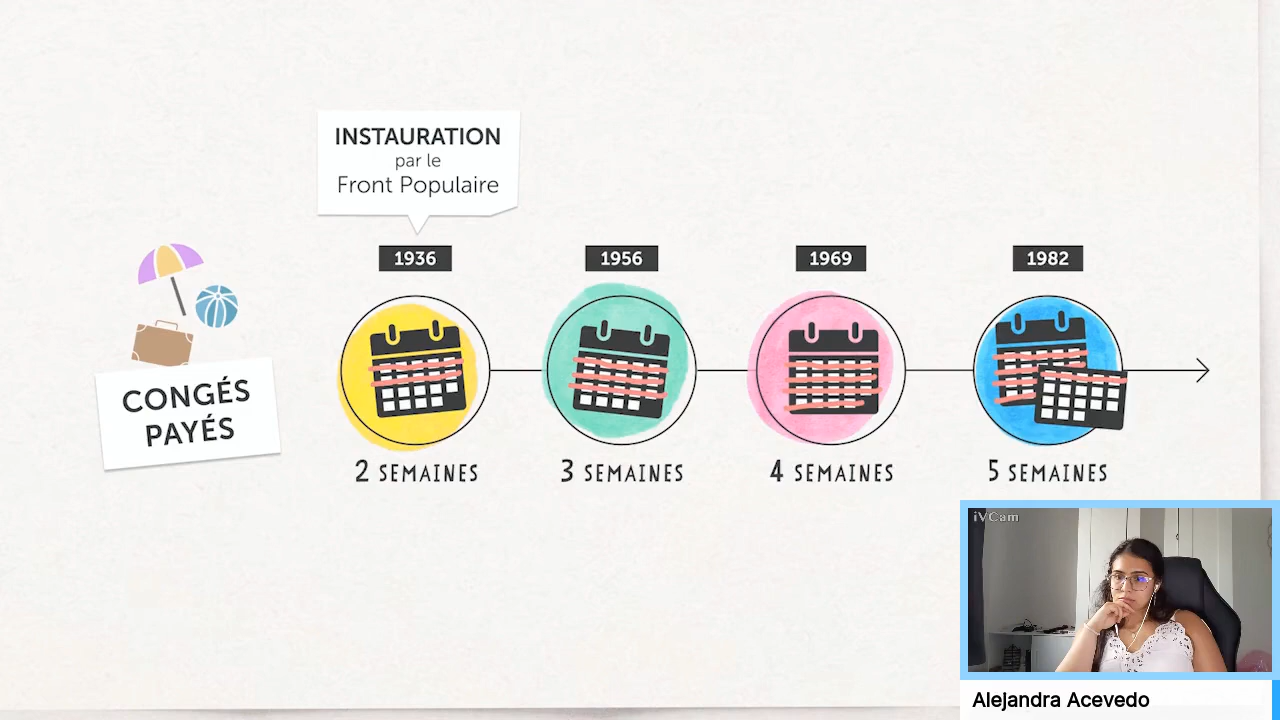 INSTAURATION
par le
Front Populaire
1936
1956
1969
1982
CONGÉS
PAYÉS
2 SEMAINES
3 SEMAINES
4 SEMAINES
5 SEMAINES
iVCam
Alejandra Acevedo